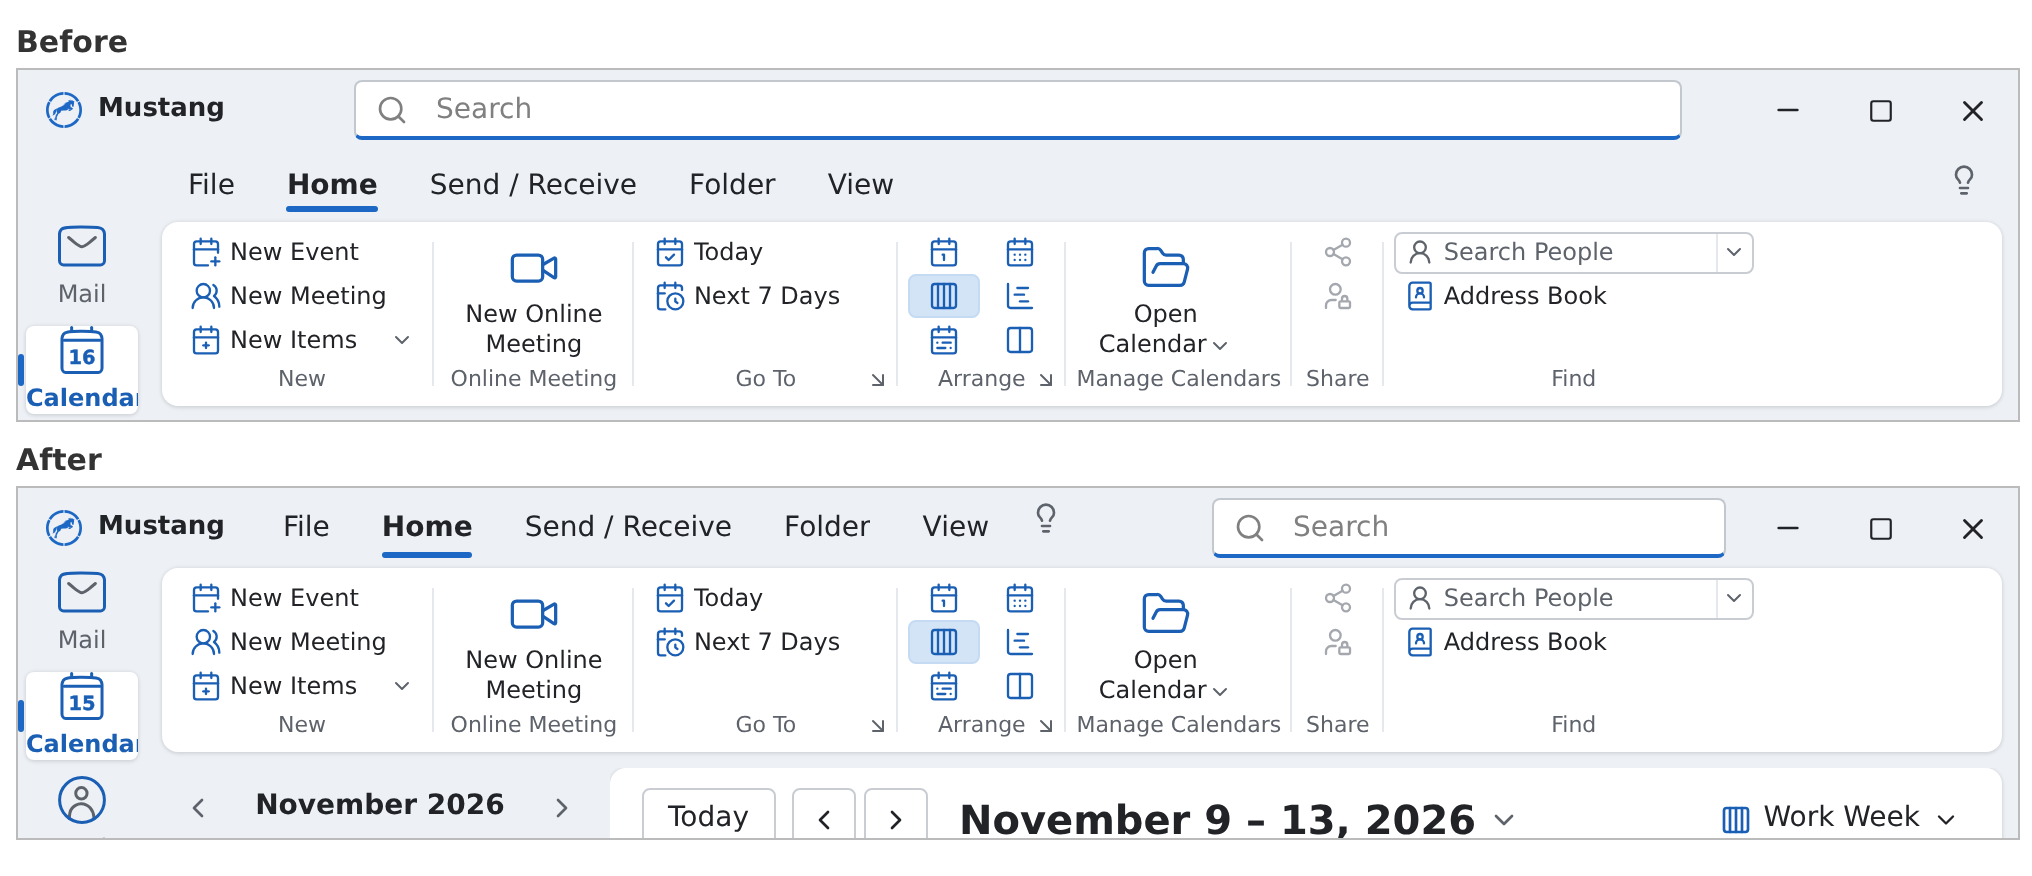 Before
Mustang
Search
File Home Send / Receive Folder View
Mail
16
Calendar
New Event
New Meeting
New Items
New
New Online
Meeting
Online Meeting
Today
Next 7 Days
Go To
1
Arrange
Open
Calendar
Manage Calendars
Share
Search People
Address Book
Find
After
Mustang File Home Send / Receive Folder View Search
Mail
15
Calendar
New Event
New Meeting
New Items
New
New Online
Meeting
Online Meeting
Today
Next 7 Days
Go To
1
Arrange
Open
Calendar
Manage Calendars
Share
Search People
Address Book
Find
November 2026
Today
November 9 – 13, 2026
Work Week